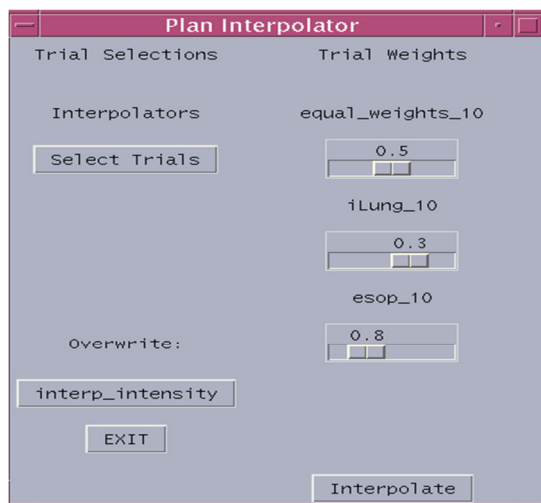 Plan Interpolator
Trial Selections
Trial Weights
Interpolators
equal_weights_10
Select Trials
0.5
iLung_10
0.3
esop_10
Overwrite:
0.8
interp_intensity
EXIT
Interpolate